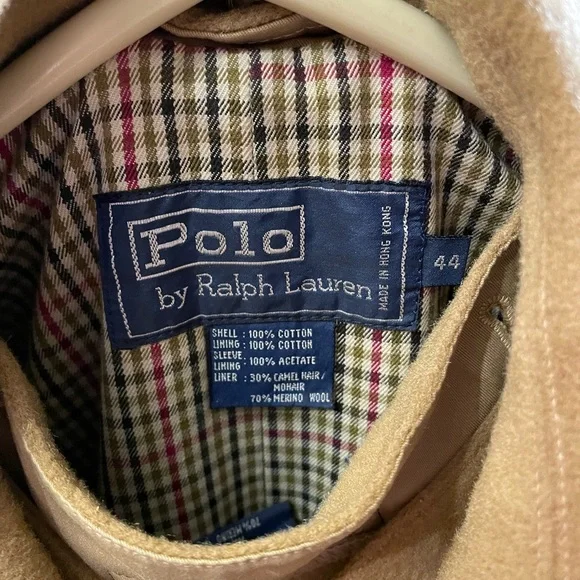 Polo
by Ralph Lauren
MADE IN HONG KONG
44
SHELL : 100% COTTON
LINING : 100% COTTON
SLEEVE
LINING : 100% ACETATE
LINER : 30% CAMEL HAIR/
MOHAIR
70% MERINO WOOL